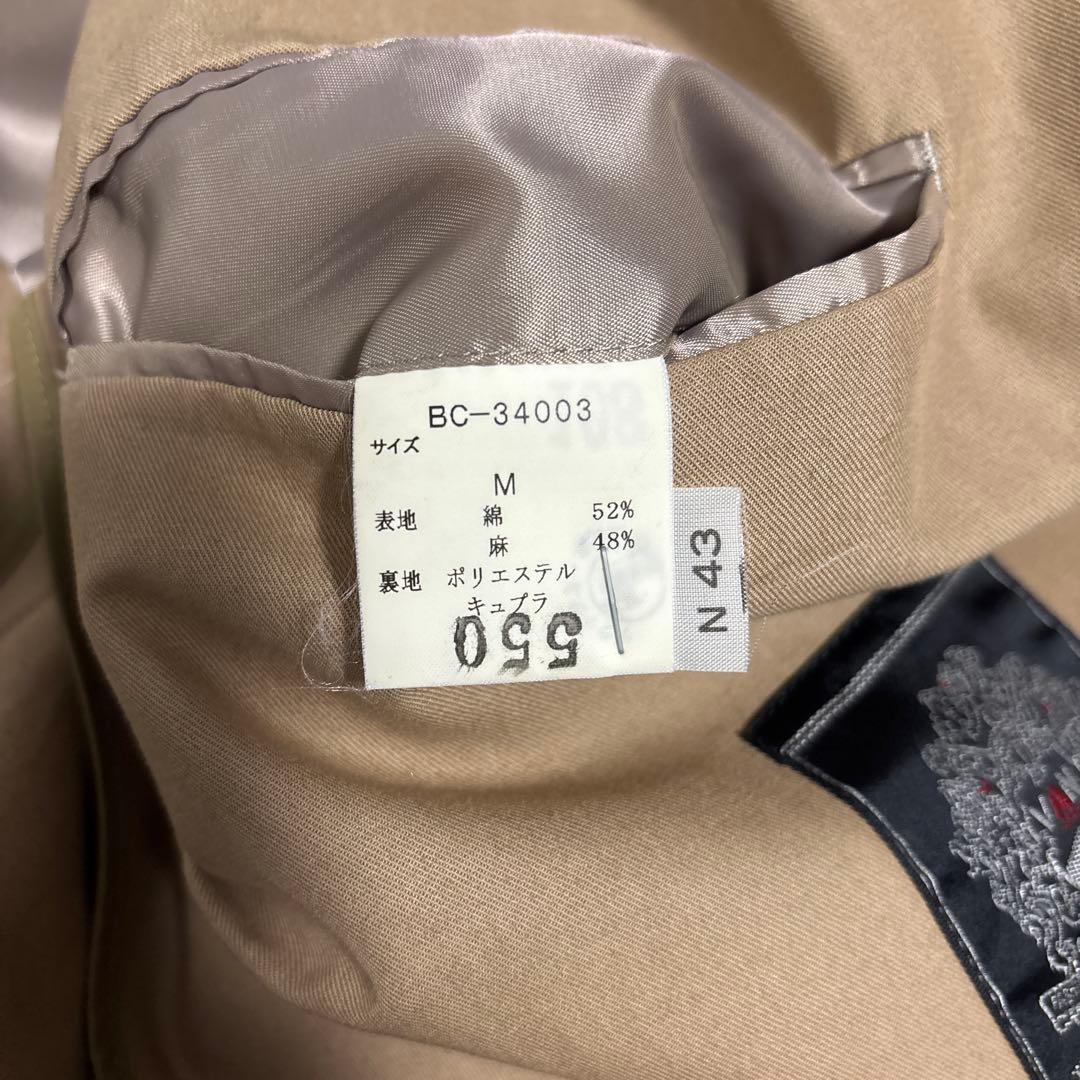 BC-34003
サイズ
M
表地 綿 52%
麻 48%
裏地 ポリエステル
キュプラ
550
N 43